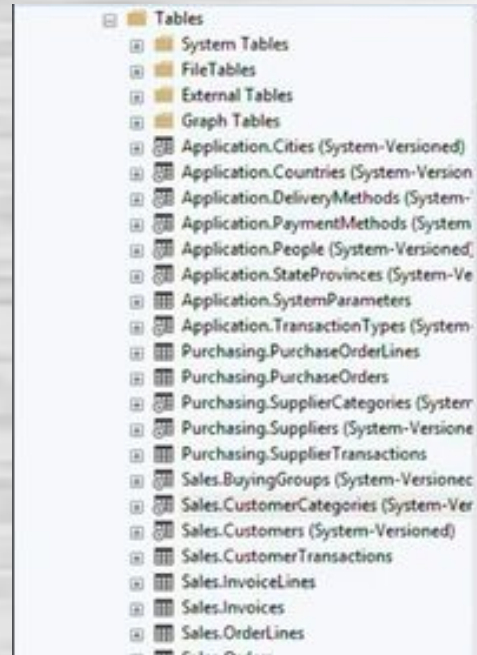 Tables
System Tables
FileTables
External Tables
Graph Tables
Application.Cities (System-Versioned)
Application.Countries (System-Version
Application.DeliveryMethods (System-
Application.PaymentMethods (System
Application.People (System-Versioned)
Application.StateProvinces (System-Ve
Application.SystemParameters
Application.TransactionTypes (System-
Purchasing.PurchaseOrderLines
Purchasing.PurchaseOrders
Purchasing.SupplierCategories (System
Purchasing.Suppliers (System-Versione
Purchasing.SupplierTransactions
Sales.BuyingGroups (System-Versioned
Sales.CustomerCategories (System-Ver
Sales.Customers (System-Versioned)
Sales.CustomerTransactions
Sales.InvoiceLines
Sales.Invoices
Sales.OrderLines
Sales.Orders